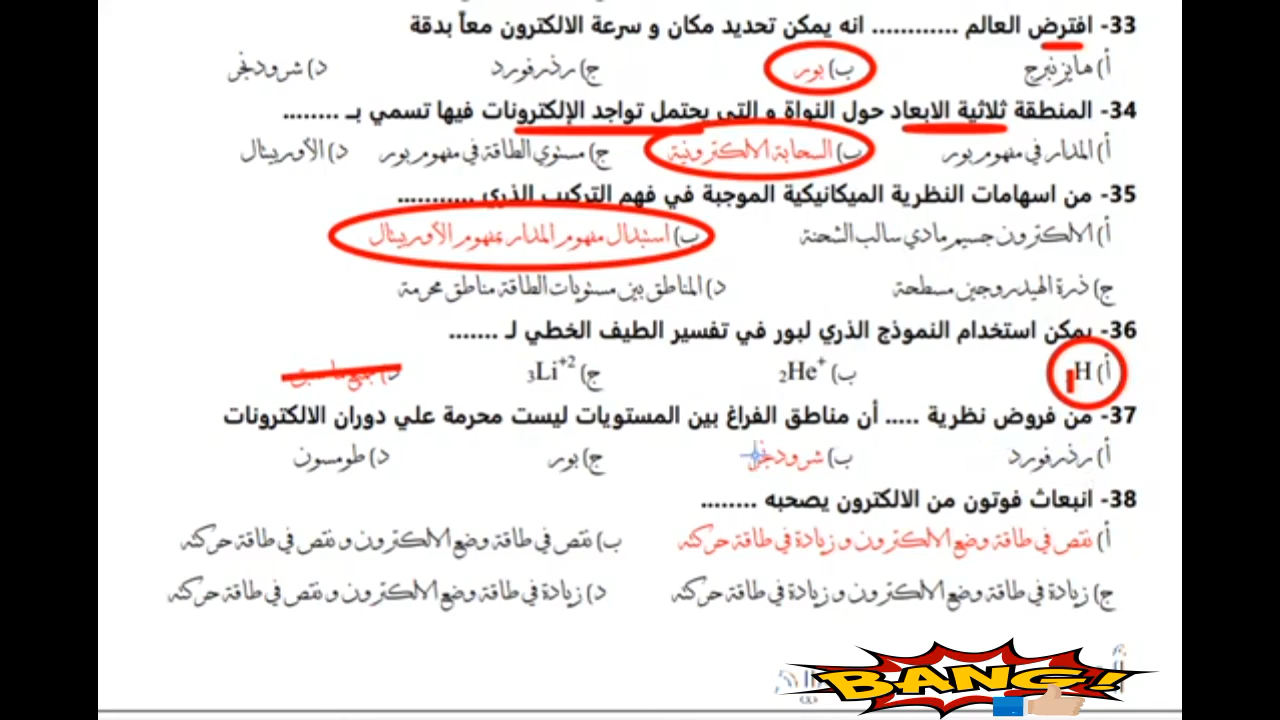 33- افترض العالم ............ انه يمكن تحديد مكان و سرعة الالكترون معاً بدقة
أ) هايزنبرج ب) بور ج) رذرفورد د) شرودنجر
34- المنطقة ثلاثية الابعاد حول النواة و التي يحتمل تواجد الإلكترونات فيها تسمي بـ ........
أ) المدار في مفهوم بور ب) السحابة الالكترونية ج) مستوي الطاقة في مفهوم بور د) الأوربيتال
35- من اسهامات النظرية الميكانيكية الموجبة في فهم التركيب الذري ...........
أ) الالكترون جسيم مادي سالب الشحنة ب) استبدال مفهوم المدار بمفهوم الأوربيتال
ج) ذرة الهيدروجين مسطحة د) المناطق بين مستويات الطاقة مناطق محرمة
36- يمكن استخدام النموذج الذري لبور في تفسير الطيف الخطي لـ .......
أ) ₁H ب) ₂He⁺ ج) ₃Li⁺² د) جميع ما سبق
37- من فروض نظرية ..... أن مناطق الفراغ بين المستويات ليست محرمة علي دوران الالكترونات
أ) رذرفورد ب) شرودنجر ج) بور د) طومسون
38- انبعاث فوتون من الالكترون يصحبه ........
أ) نقص في طاقة وضع الالكترون و زيادة في طاقة حركته ب) نقص في طاقة وضع الالكترون و نقص في طاقة حركته
ج) زيادة في طاقة وضع الالكترون و زيادة في طاقة حركته د) زيادة في طاقة وضع الالكترون و نقص في طاقة حركته
BANG!